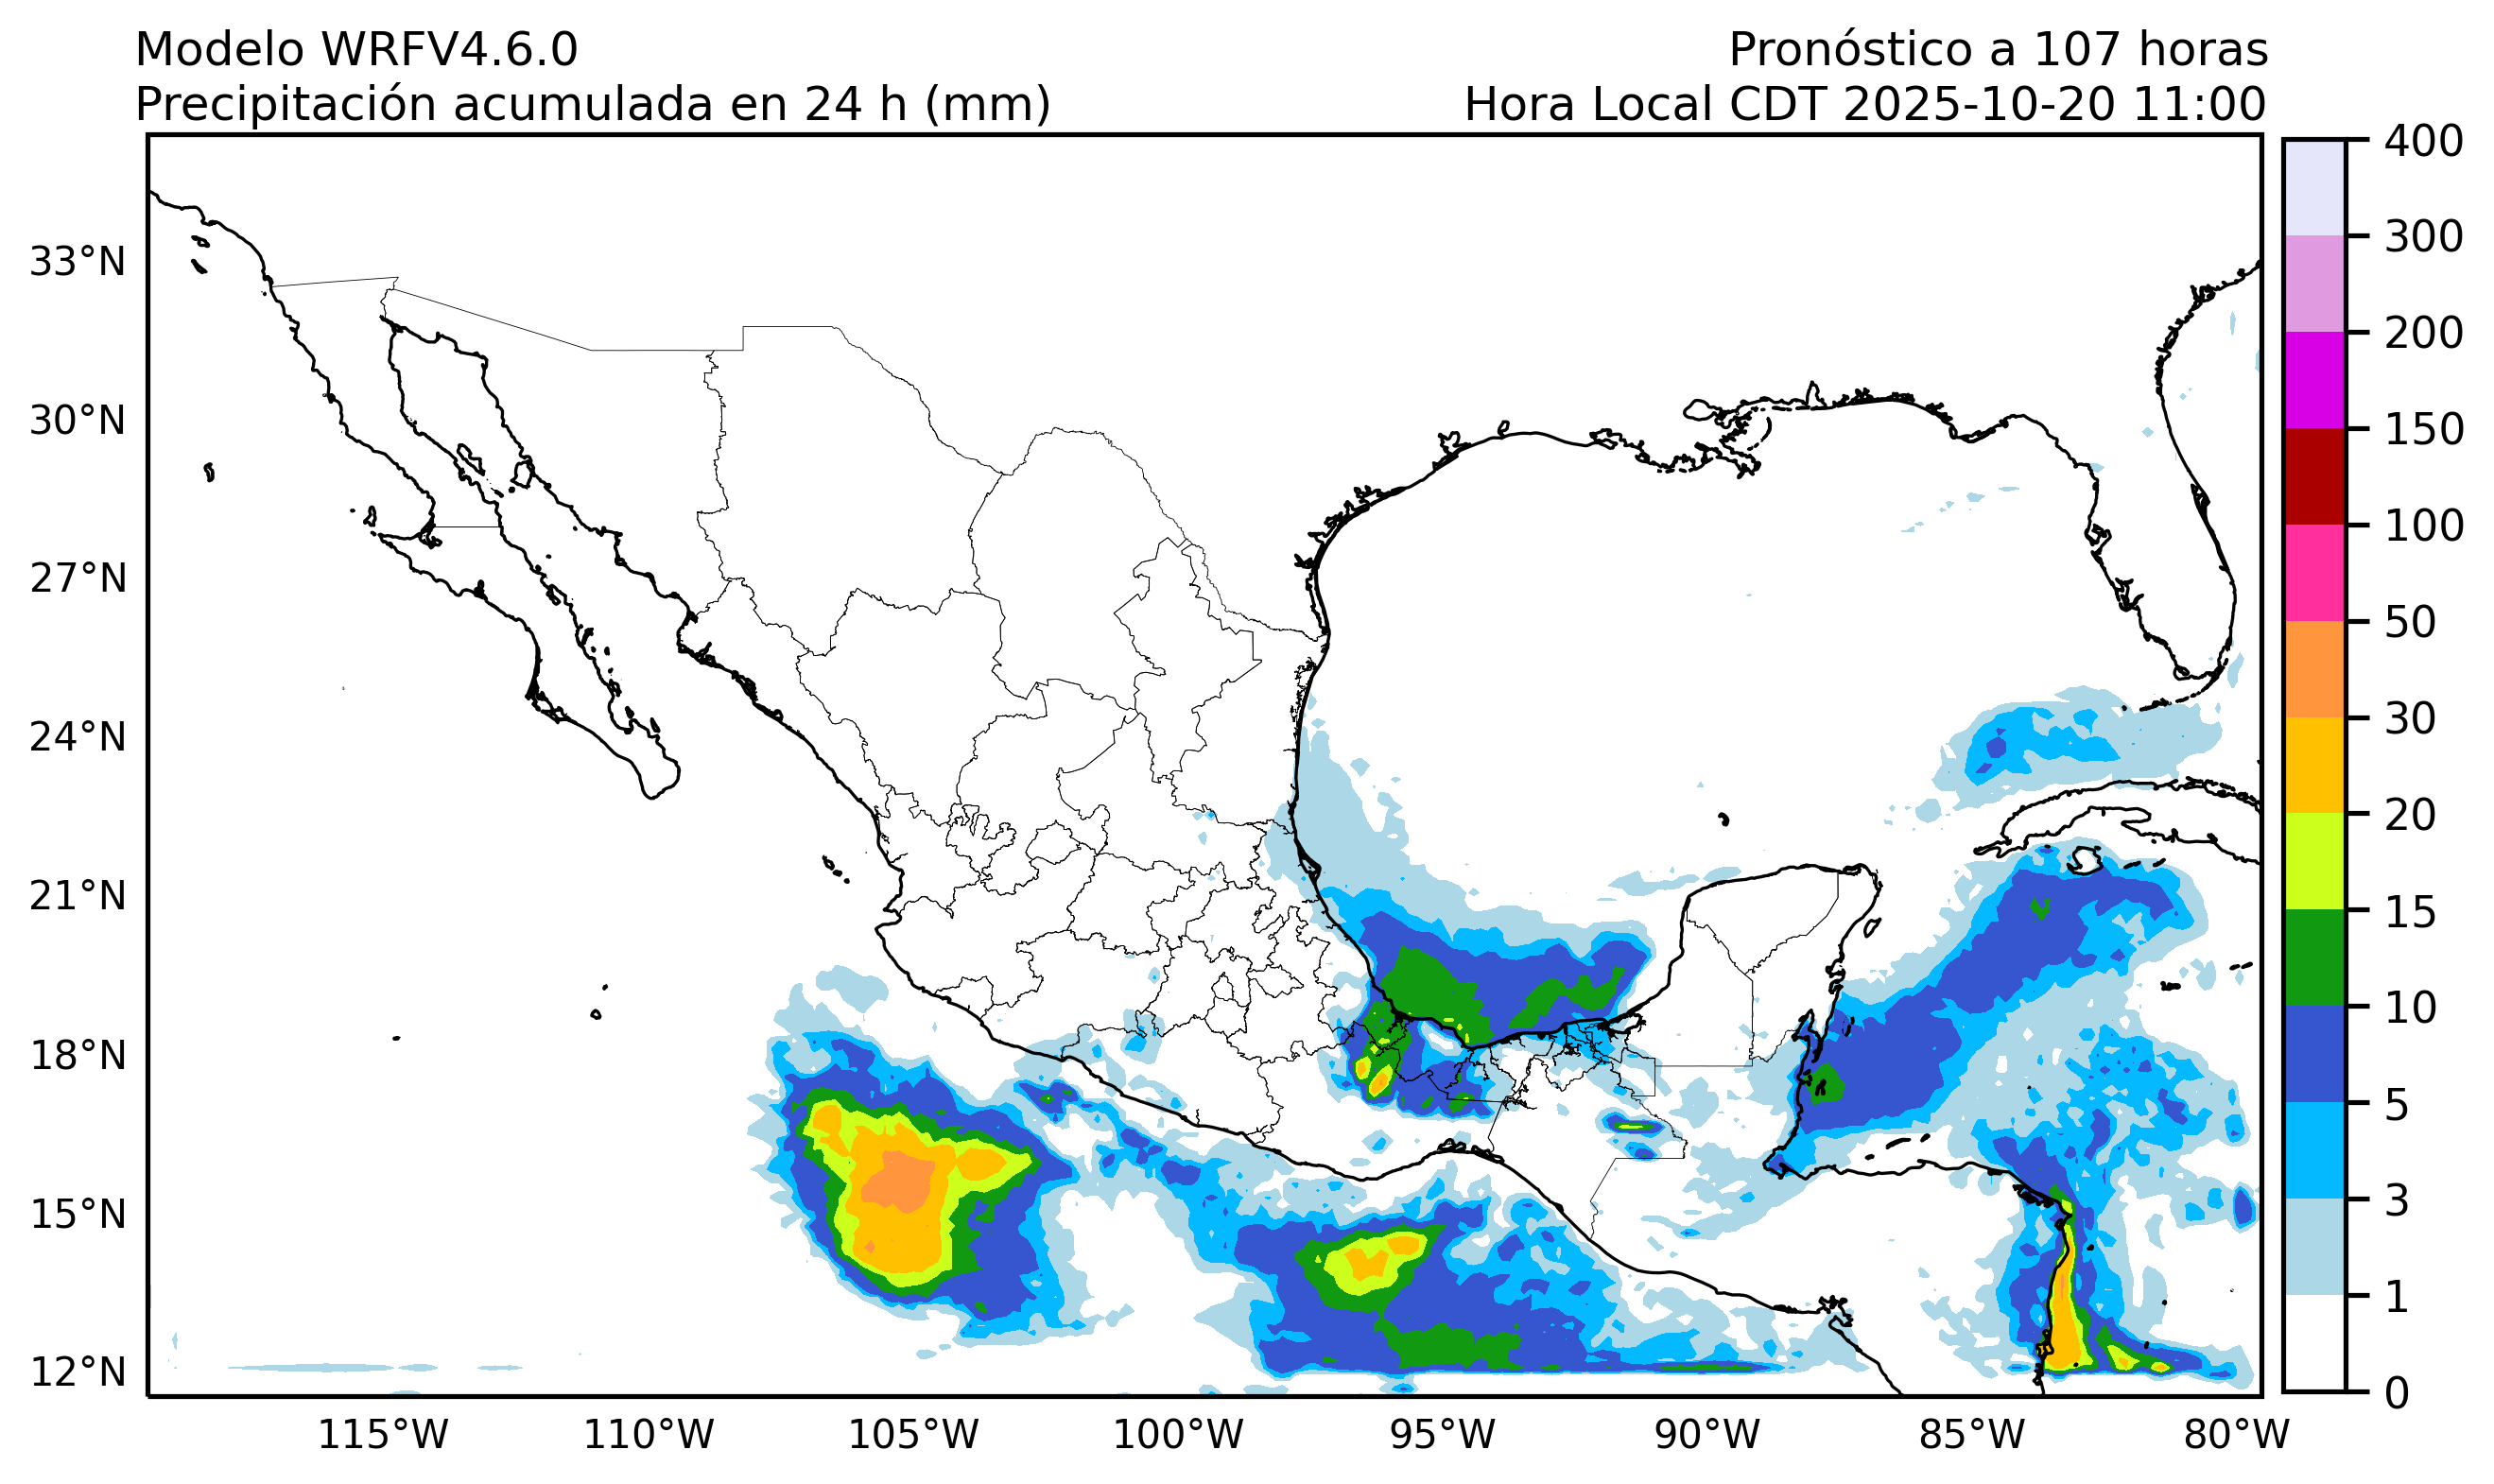 Modelo WRFV4.6.0
Pronóstico a 107 horas
Precipitación acumulada en 24 h (mm)
Hora Local CDT 2025-10-20 11:00
33°N
30°N
27°N
24°N
21°N
18°N
15°N
12°N
115°W
110°W
105°W
100°W
95°W
90°W
85°W
80°W
400
300
200
150
100
50
30
20
15
10
5
3
1
0